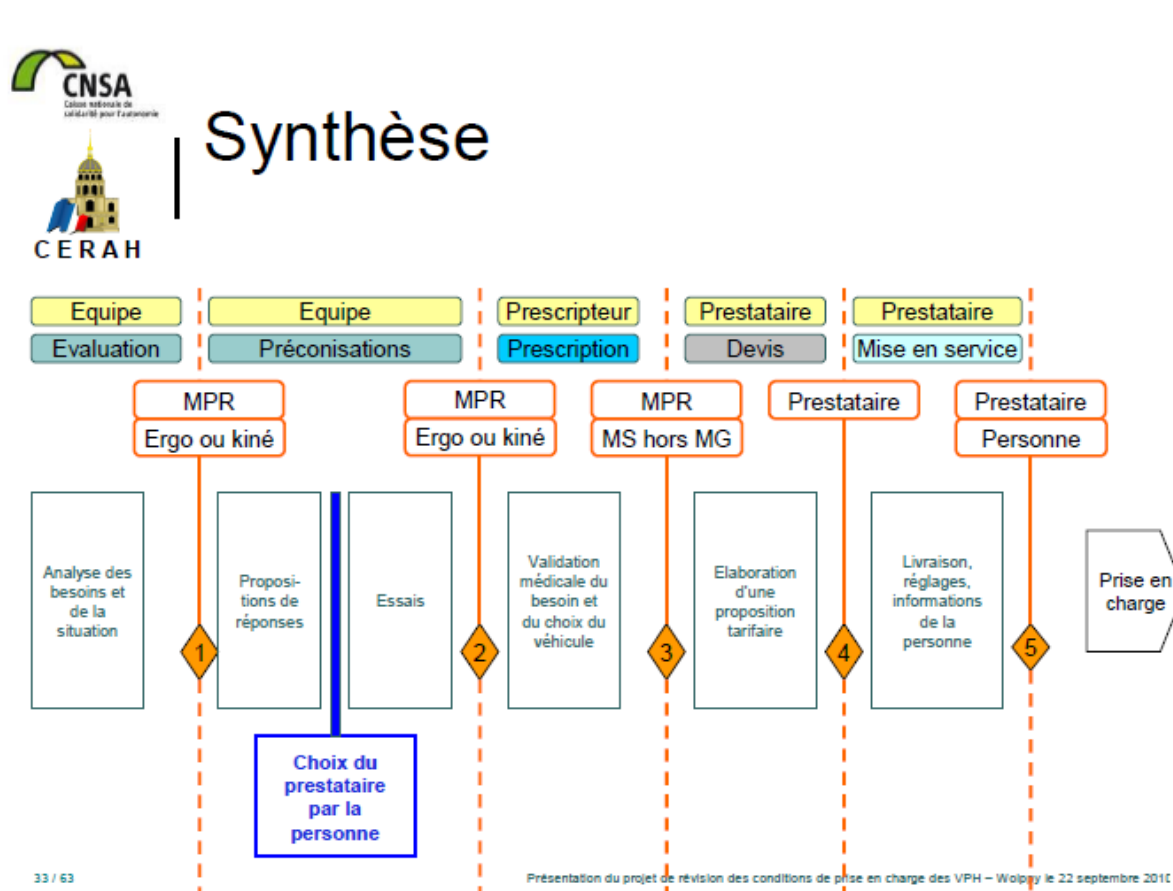 CNSA
Caisse nationale de
solidarité pour l'autonomie
Synthèse
CERAH
Equipe
Equipe
Prescripteur
Prestataire
Prestataire
Evaluation
Préconisations
Prescription
Devis
Mise en service
MPR
MPR
MPR
Prestataire
Prestataire
Ergo ou kiné
Ergo ou kiné
MS hors MG
Personne
Analyse des
besoins et
de la
situation
Proposi-
tions de
réponses
Essais
Validation
médicale du
besoin et
du choix du
véhicule
Elaboration
d'une
proposition
tarifaire
Livraison,
réglages,
informations
de la
personne
Prise en
charge
1
2
3
4
5
Choix du
prestataire
par la
personne
33 / 63
Présentation du projet de révision des conditions de prise en charge des VPH – Woippy le 22 septembre 2010